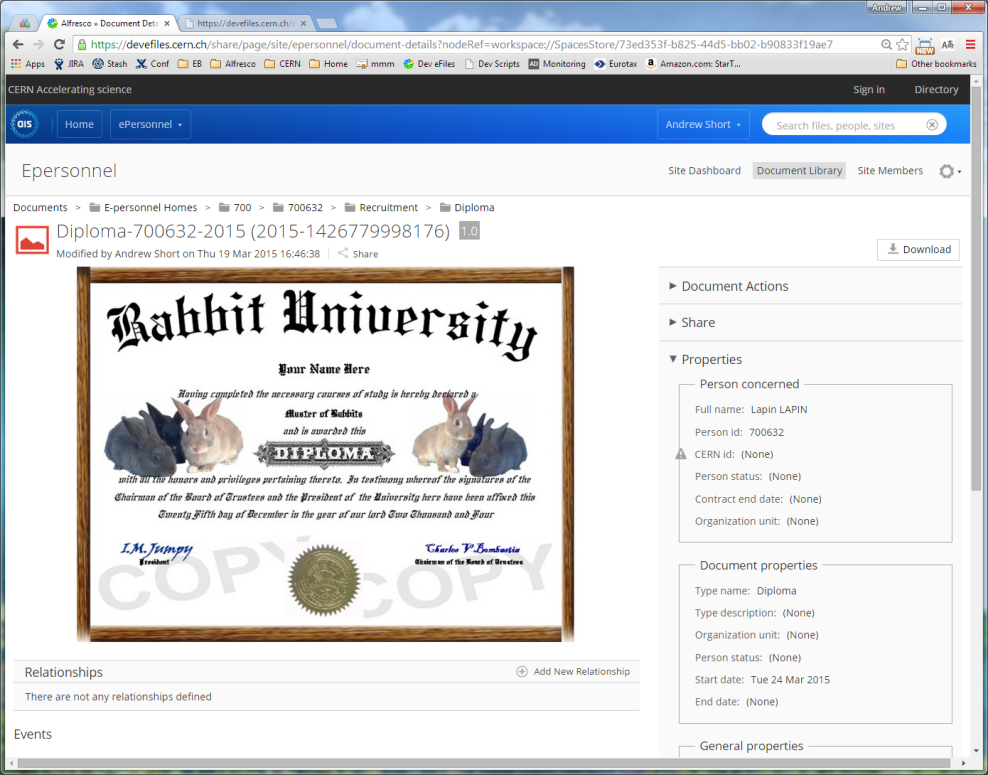 Andrew
Alfresco » Document Deta
https://devefiles.cern.ch/
https://devefiles.cern.ch/share/page/site/epersonnel/document-details?nodeRef=workspace://SpacesStore/73ed353f-b825-44d5-bb02-b90833f19ae7
NEW
Apps JIRA Stash Conf EB Alfresco CERN Home mmm Dev eFiles Dev Scripts Monitoring Eurotax Amazon.com: StarT... Other bookmarks
CERN Accelerating science Sign in Directory
ais Home ePersonnel Andrew Short Search files, people, sites
Epersonnel Site Dashboard Document Library Site Members
Documents > E-personnel Homes > 700 > 700632 > Recruitment > Diploma
Diploma-700632-2015 (2015-1426779998176) 1.0
Modified by Andrew Short on Thu 19 Mar 2015 16:46:38 Share
Download
Rabbit University
Your Name Here
Having completed the necessary courses of study is hereby declared a
Master of Rabbits
and is awarded this
DIPLOMA
with all the honors and privileges pertaining thereto. In testimony whereof the signatures of the
Chairman of the Board of Trustees and the President of the University here have been affixed this
Twenty Fifth day of December in the year of our lord Two Thousand and Four
I.M. Jumpy Charles V Bombastia
President Chairman of the Board of Trustees
COPY COPY
Relationships Add New Relationship
There are not any relationships defined
Events
Document Actions
Share
Properties
Person concerned
Full name: Lapin LAPIN
Person id: 700632
CERN id: (None)
Person status: (None)
Contract end date: (None)
Organization unit: (None)
Document properties
Type name: Diploma
Type description: (None)
Organization unit: (None)
Person status: (None)
Start date: Tue 24 Mar 2015
End date: (None)
General properties